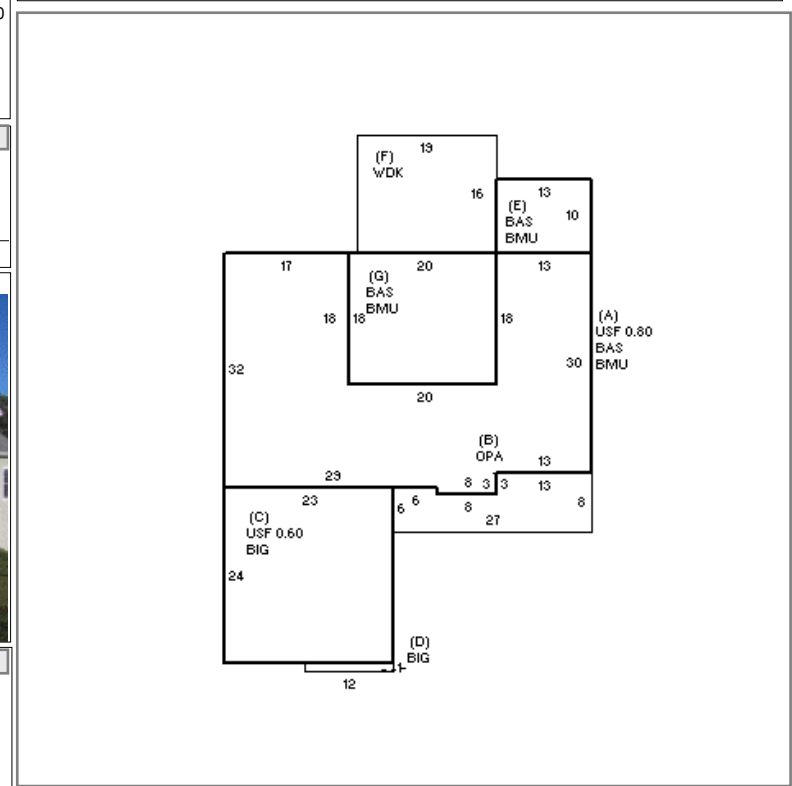 19
(F)
WDK
16
13
(E)
10
BAS
BMU
17
20
13
(G)
BAS
BMU
18
18
18
(A)
USF 0.80
BAS
BMU
30
32
20
(B)
OPA
13
29
8 3 3 13
23
6 6
8
8
27
(C)
USF 0.60
BIG
24
(D)
BIG
1
12